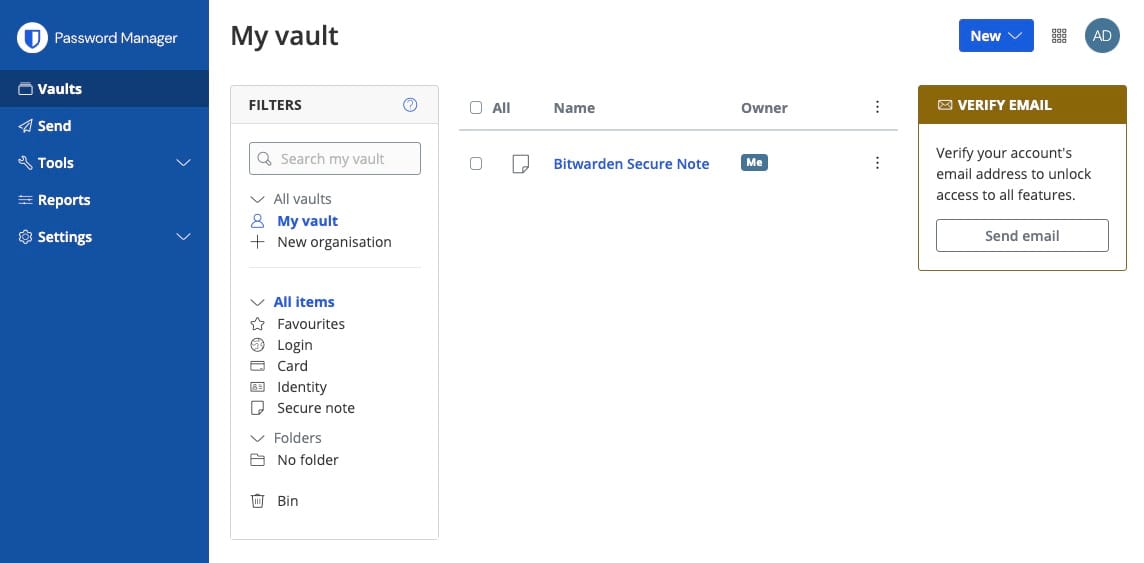 Password Manager
Vaults
Send
Tools
Reports
Settings
My vault
New
AD
FILTERS
Search my vault
All vaults
My vault
New organisation
All items
Favourites
Login
Card
Identity
Secure note
Folders
No folder
Bin
All Name Owner
Bitwarden Secure Note Me
VERIFY EMAIL
Verify your account's
email address to unlock
access to all features.
Send email